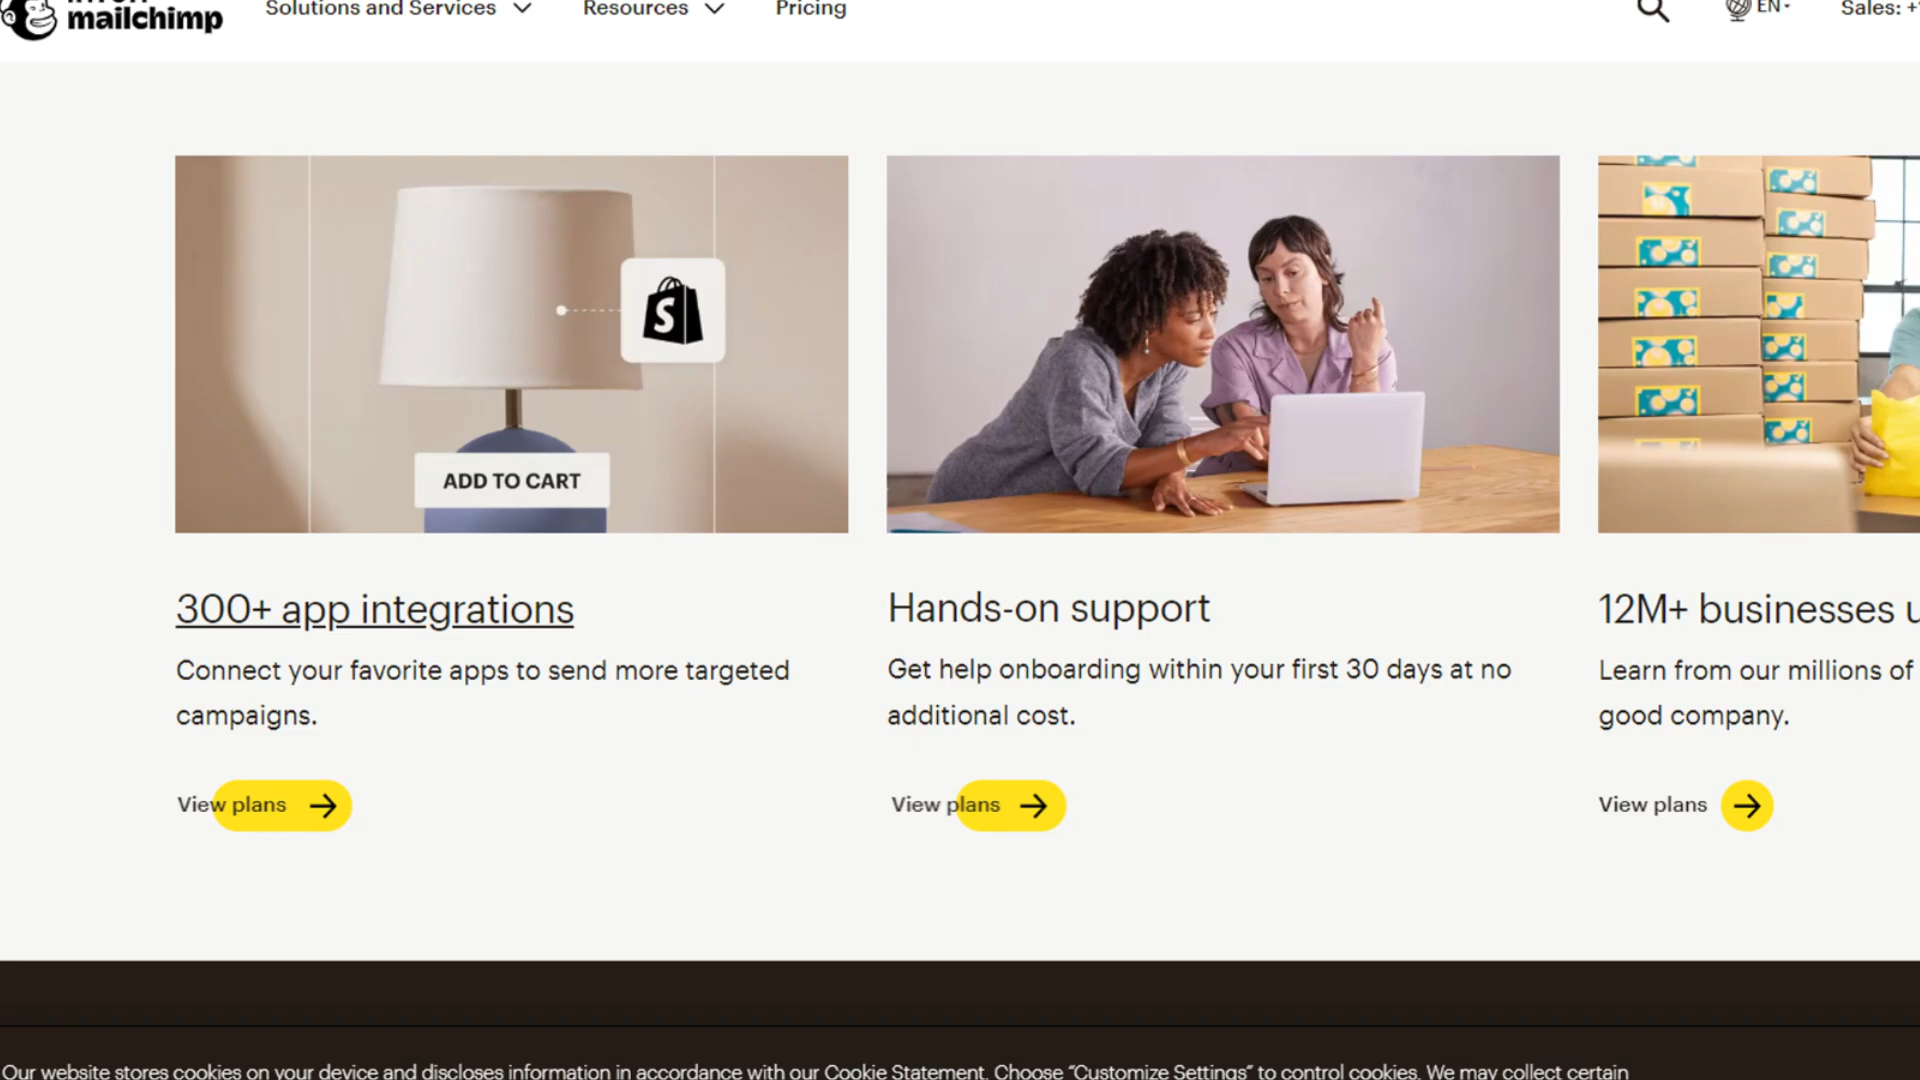 mailchimp
Solutions and Services
Resources
Pricing
EN
Sales: +
S
ADD TO CART
300+ app integrations
Connect your favorite apps to send more targeted
campaigns.
View plans
Hands-on support
Get help onboarding within your first 30 days at no
additional cost.
View plans
12M+ businesses u
Learn from our millions of
good company.
View plans
Our website stores cookies on your device and discloses information in accordance with our Cookie Statement. Choose “Customize Settings” to control cookies. We may collect certain